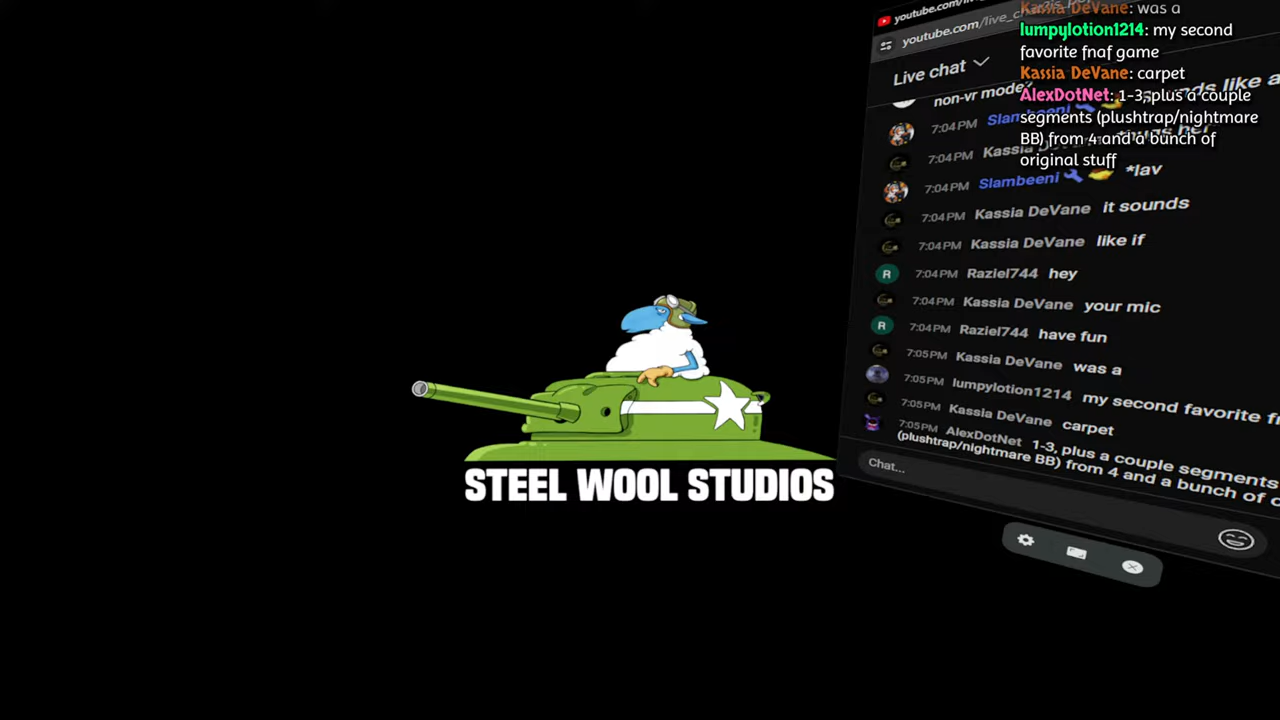 Kassia DeVane: was a
lumpylotion1214: my second
favorite fnaf game
Kassia DeVane: carpet
AlexDotNet: 1-3, plus a couple
segments (plushtrap/nightmare
BB) from 4 and a bunch of
original stuff
youtube.com/live_
youtube.com/live_c
Live chat
non-vr mode?
7:04 PM Slambeeni
7:04 PM Kassia
7:04 PM Slambeeni *lav
7:04 PM Kassia DeVane it sounds
7:04 PM Kassia DeVane like if
R 7:04 PM Raziel744 hey
7:04 PM Kassia DeVane your mic
R 7:04 PM Raziel744 have fun
7:05 PM Kassia DeVane was a
7:05 PM lumpylotion1214 my second favorite
7:05 PM Kassia DeVane carpet
7:05 PM AlexDotNet 1-3, plus a couple segments
(plushtrap/nightmare BB) from 4 and a bunch of
Chat...
STEEL WOOL STUDIOS